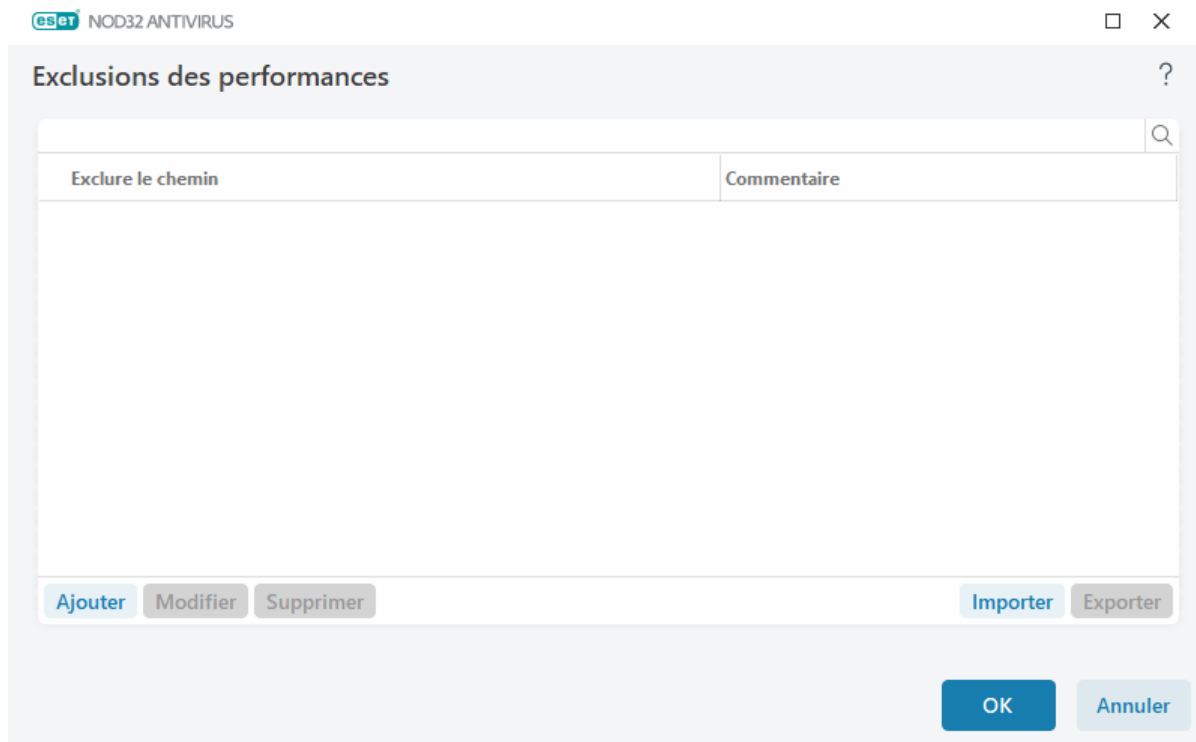 eset NOD32 ANTIVIRUS
Exclusions des performances
?
Exclure le chemin Commentaire
Ajouter Modifier Supprimer Importer Exporter
OK Annuler